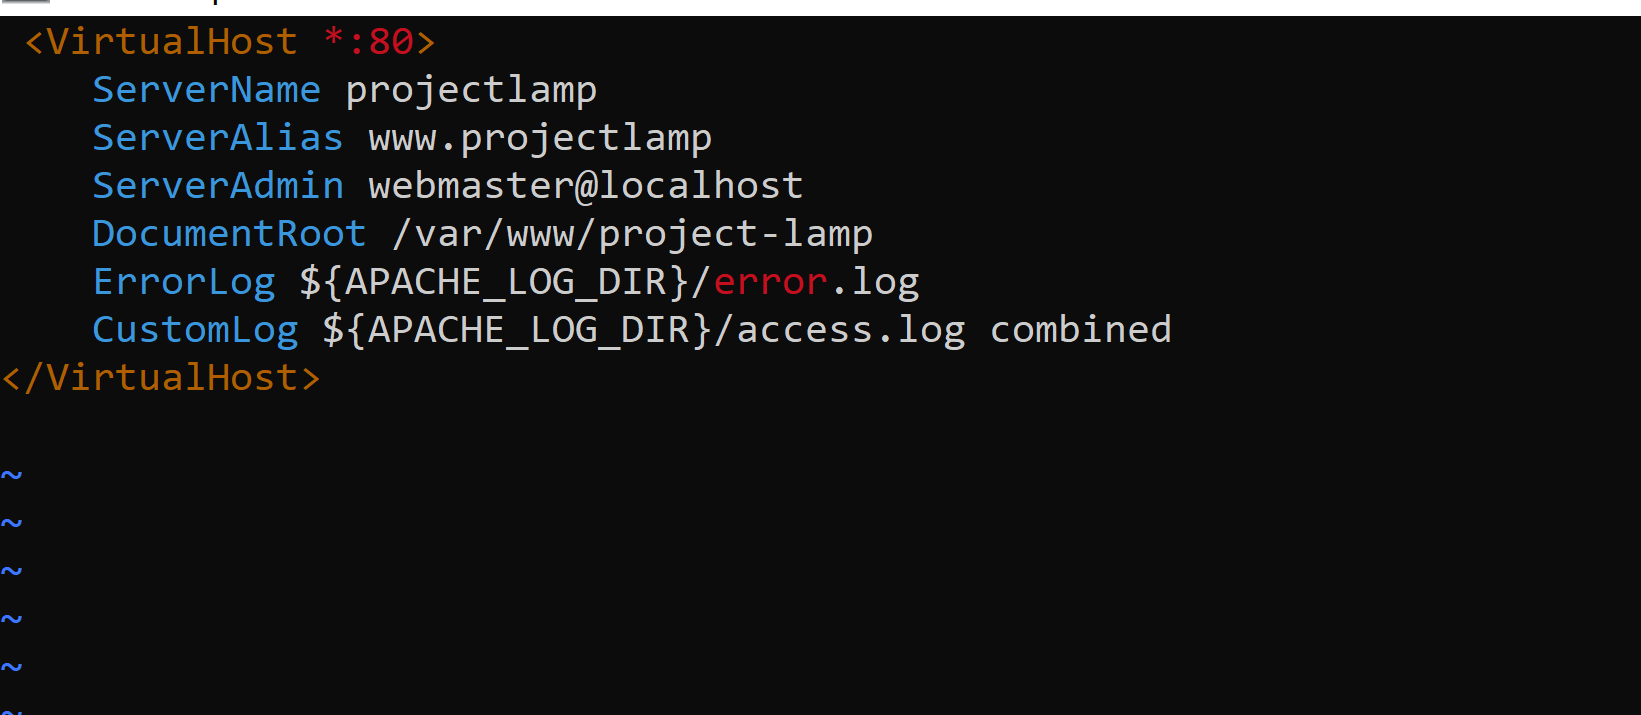 <VirtualHost *:80>
ServerName projectlamp
ServerAlias www.projectlamp
ServerAdmin webmaster@localhost
DocumentRoot /var/www/project-lamp
ErrorLog ${APACHE_LOG_DIR}/error.log
CustomLog ${APACHE_LOG_DIR}/access.log combined
</VirtualHost>
~
~
~
~
~
~